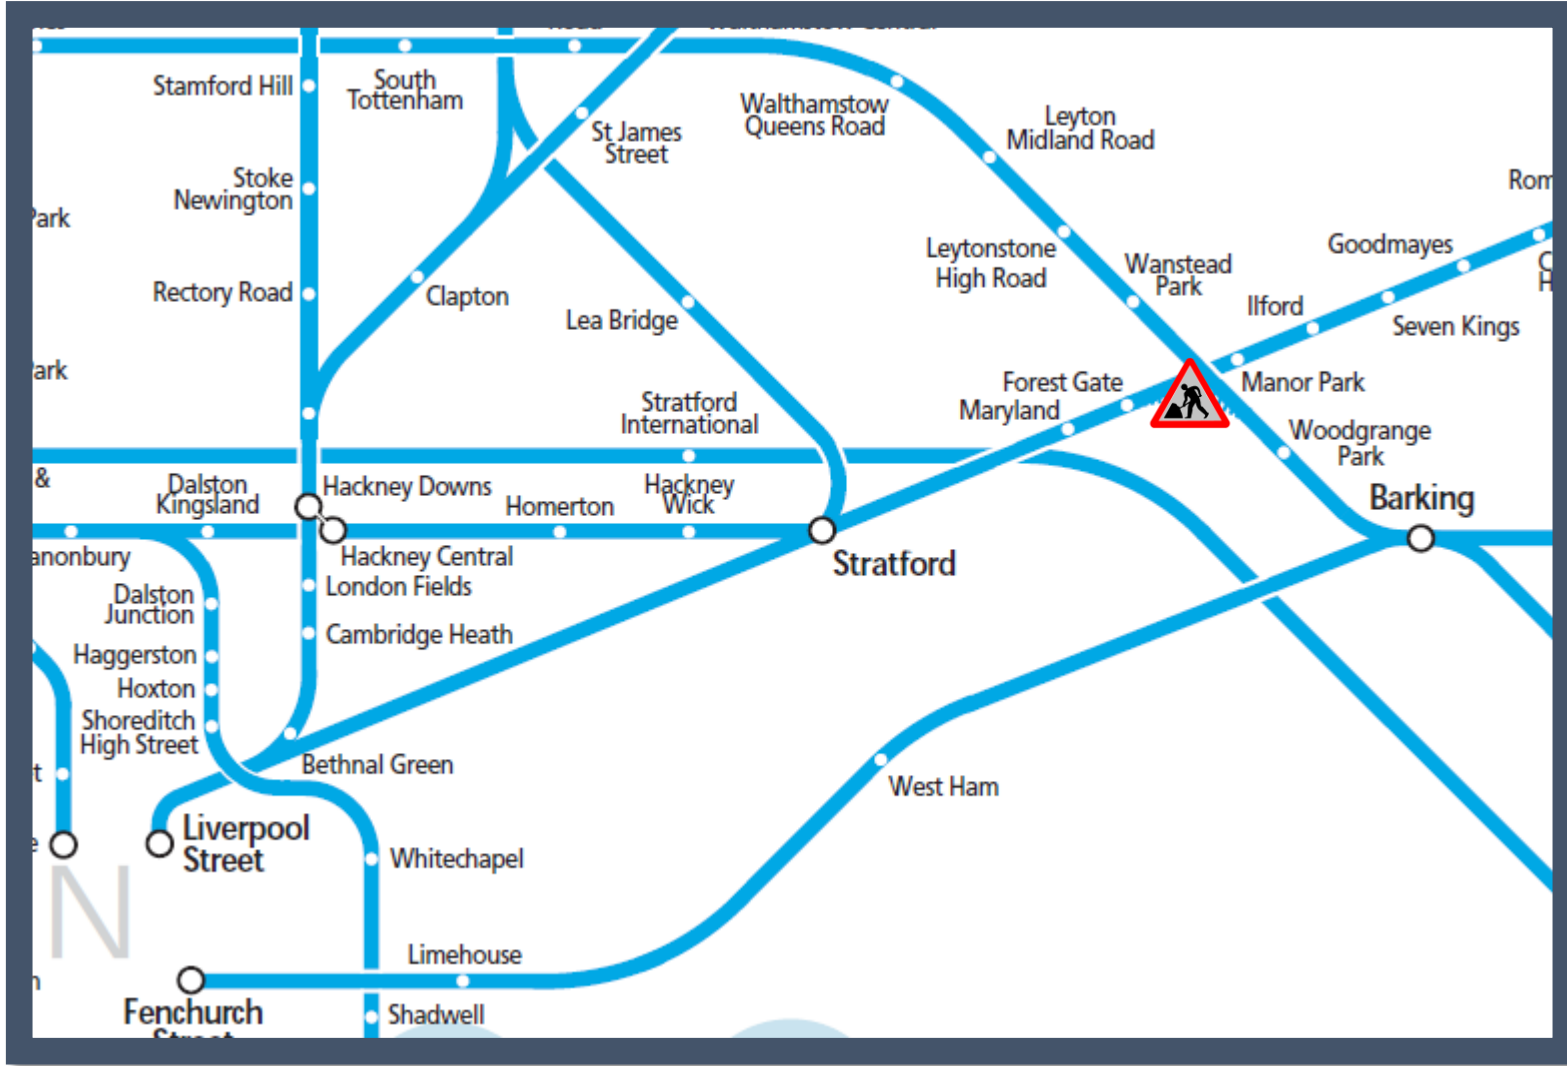 Stamford Hill
South
Tottenham
St James
Street
Walthamstow
Queens Road
Leyton
Midland Road
Stoke
Newington
Park
Rom
Goodmayes
Leytonstone
High Road
Wanstead
Park
Ilford
Seven Kings
Rectory Road
Clapton
Lea Bridge
Forest Gate
Maryland
Manor Park
Stratford
International
Woodgrange
Park
Barking
&
Dalston
Kingsland
Hackney Downs
Homerton
Hackney
Wick
anonbury
Hackney Central
Stratford
London Fields
Dalston
Junction
Cambridge Heath
Haggerston
Hoxton
Shoreditch
High Street
Bethnal Green
West Ham
Liverpool
Street
Whitechapel
N
Limehouse
Fenchurch
Street
Shadwell